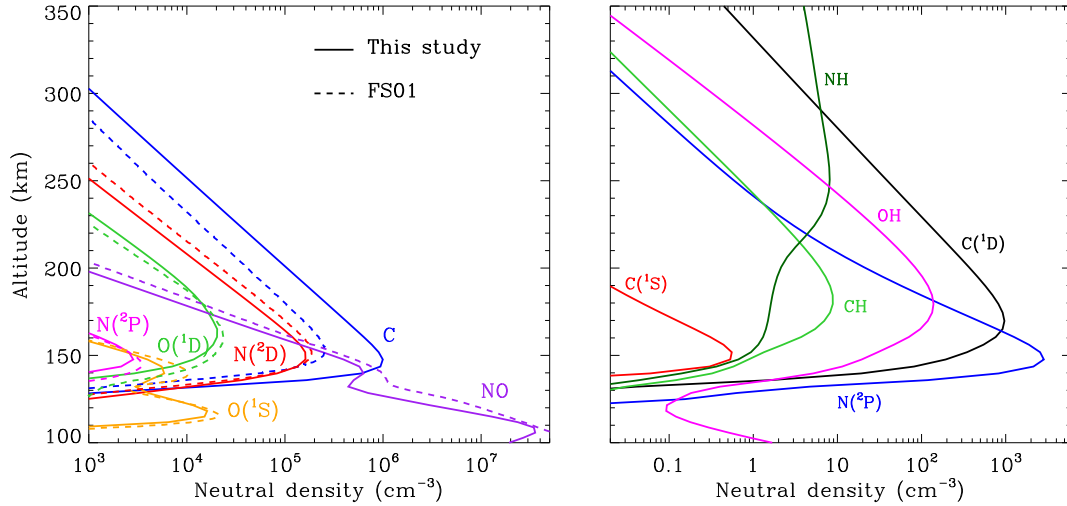 350
300
250
200
150
100
Altitude (km)
This study
FS01
C
N(²P)
O(¹D)
N(²D)
NO
O(¹S)
10³
10⁴
10⁵
10⁶
10⁷
Neutral density (cm⁻³)
NH
OH
C(¹D)
C(¹S)
CH
N(²P)
0.1
1
10
100
10³
Neutral density (cm⁻³)